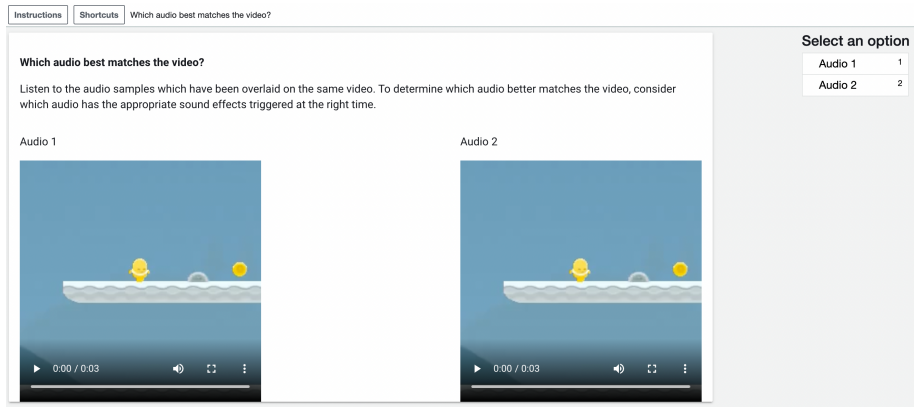 Instructions Shortcuts Which audio best matches the video?
Select an option
Audio 1 1
Audio 2 2
Which audio best matches the video?
Listen to the audio samples which have been overlaid on the same video. To determine which audio better matches the video, consider
which audio has the appropriate sound effects triggered at the right time.
Audio 1 Audio 2
0:00 / 0:03 0:00 / 0:03